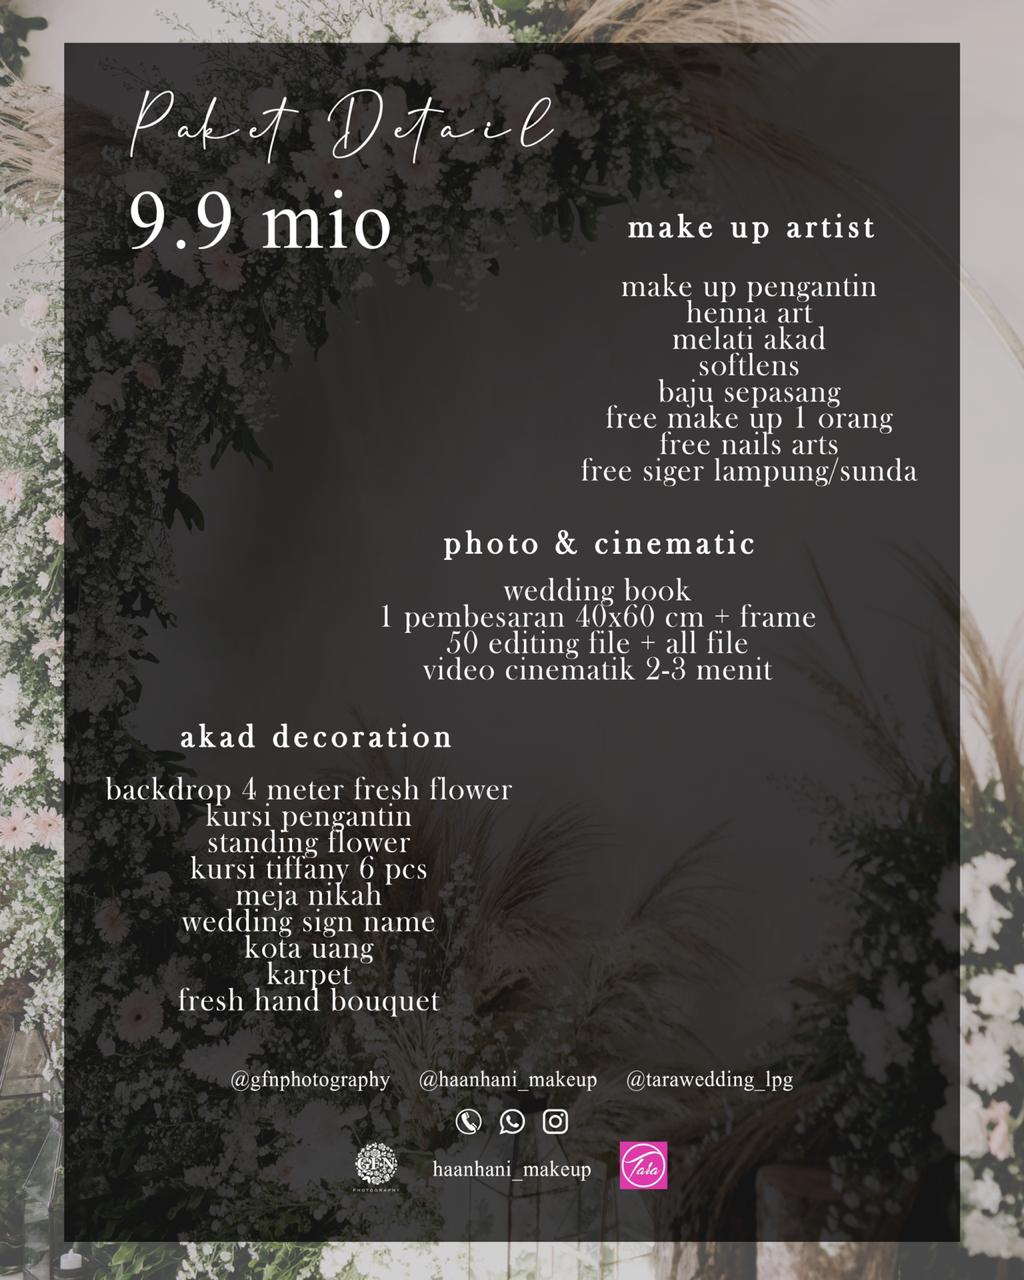 Paket Detail
9.9 mio
make up artist
make up pengantin
henna art
melati akad
softlens
baju sepasang
free make up 1 orang
free nails arts
free siger lampung/sunda
photo & cinematic
wedding book
1 pembesaran 40x60 cm + frame
50 editing file + all file
video cinematik 2-3 menit
akad decoration
backdrop 4 meter fresh flower
kursi pengantin
standing flower
kursi tiffany 6 pcs
meja nikah
wedding sign name
kota uang
karpet
fresh hand bouquet
@gfnphotography @haanhani_makeup @tarawedding_lpg
GFN
PHOTOGRAPHY
haanhani_makeup
Tara